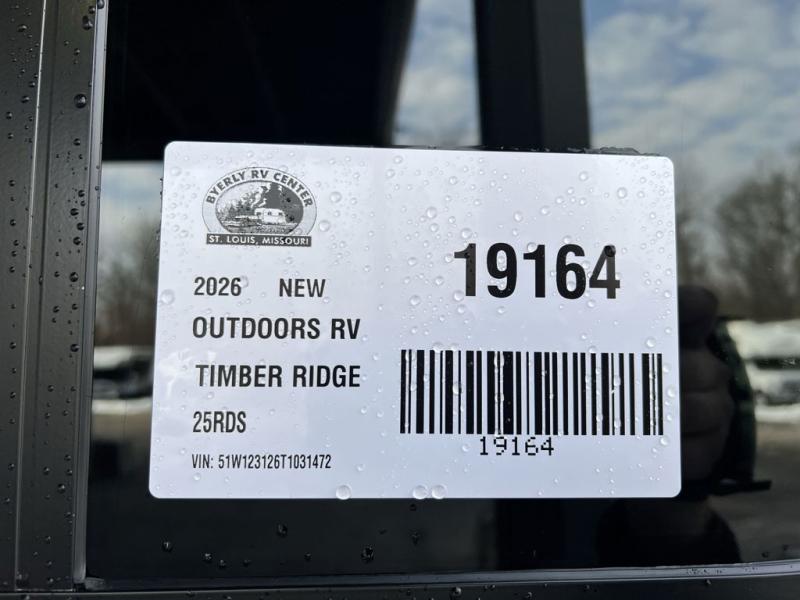 BYERLY RV CENTER
ST. LOUIS, MISSOURI
19164
2026 NEW
OUTDOORS RV
TIMBER RIDGE
25RDS
VIN: 51W123126T1031472
19164